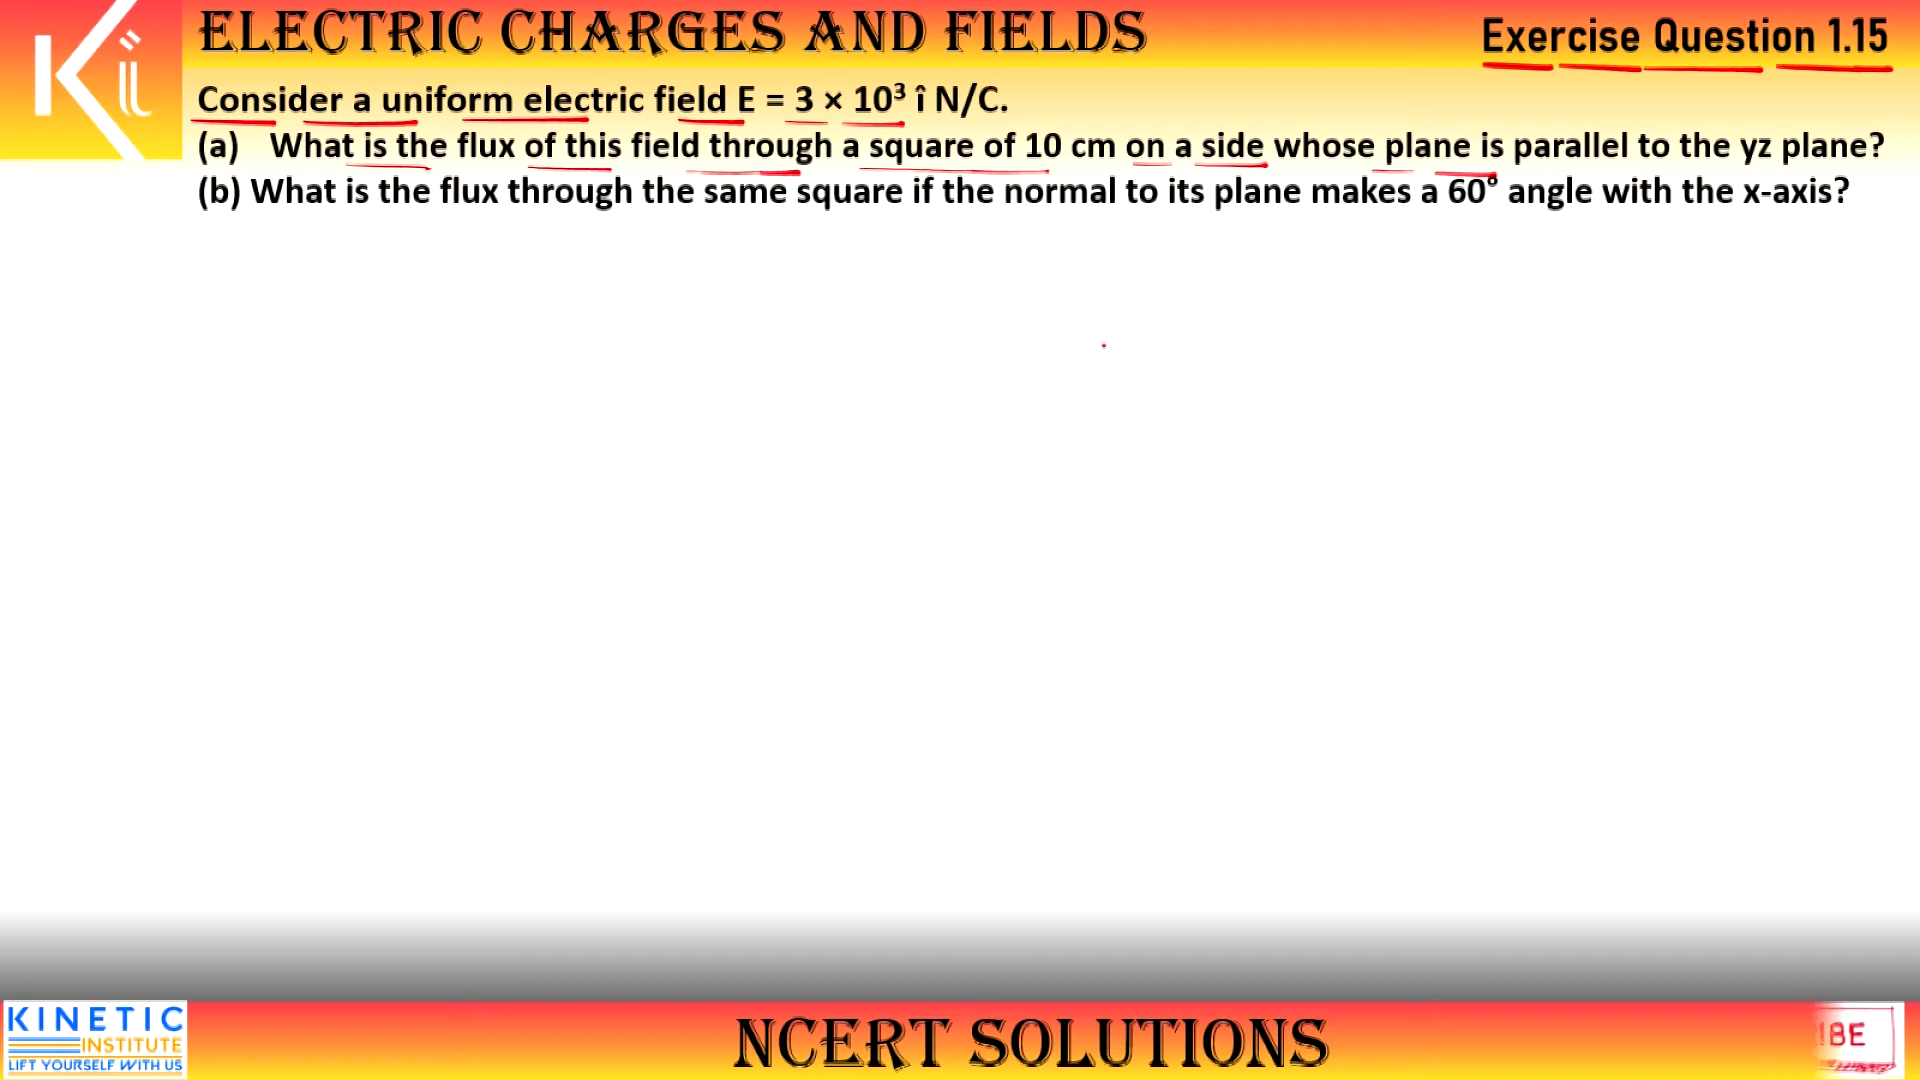 Ki
ELECTRIC CHARGES AND FIELDS
Exercise Question 1.15
Consider a uniform electric field E = 3 × 10³ î N/C.
(a) What is the flux of this field through a square of 10 cm on a side whose plane is parallel to the yz plane?
(b) What is the flux through the same square if the normal to its plane makes a 60° angle with the x-axis?
KINETIC
INSTITUTE
LIFT YOURSELF WITH US
NCERT SOLUTIONS
IBE